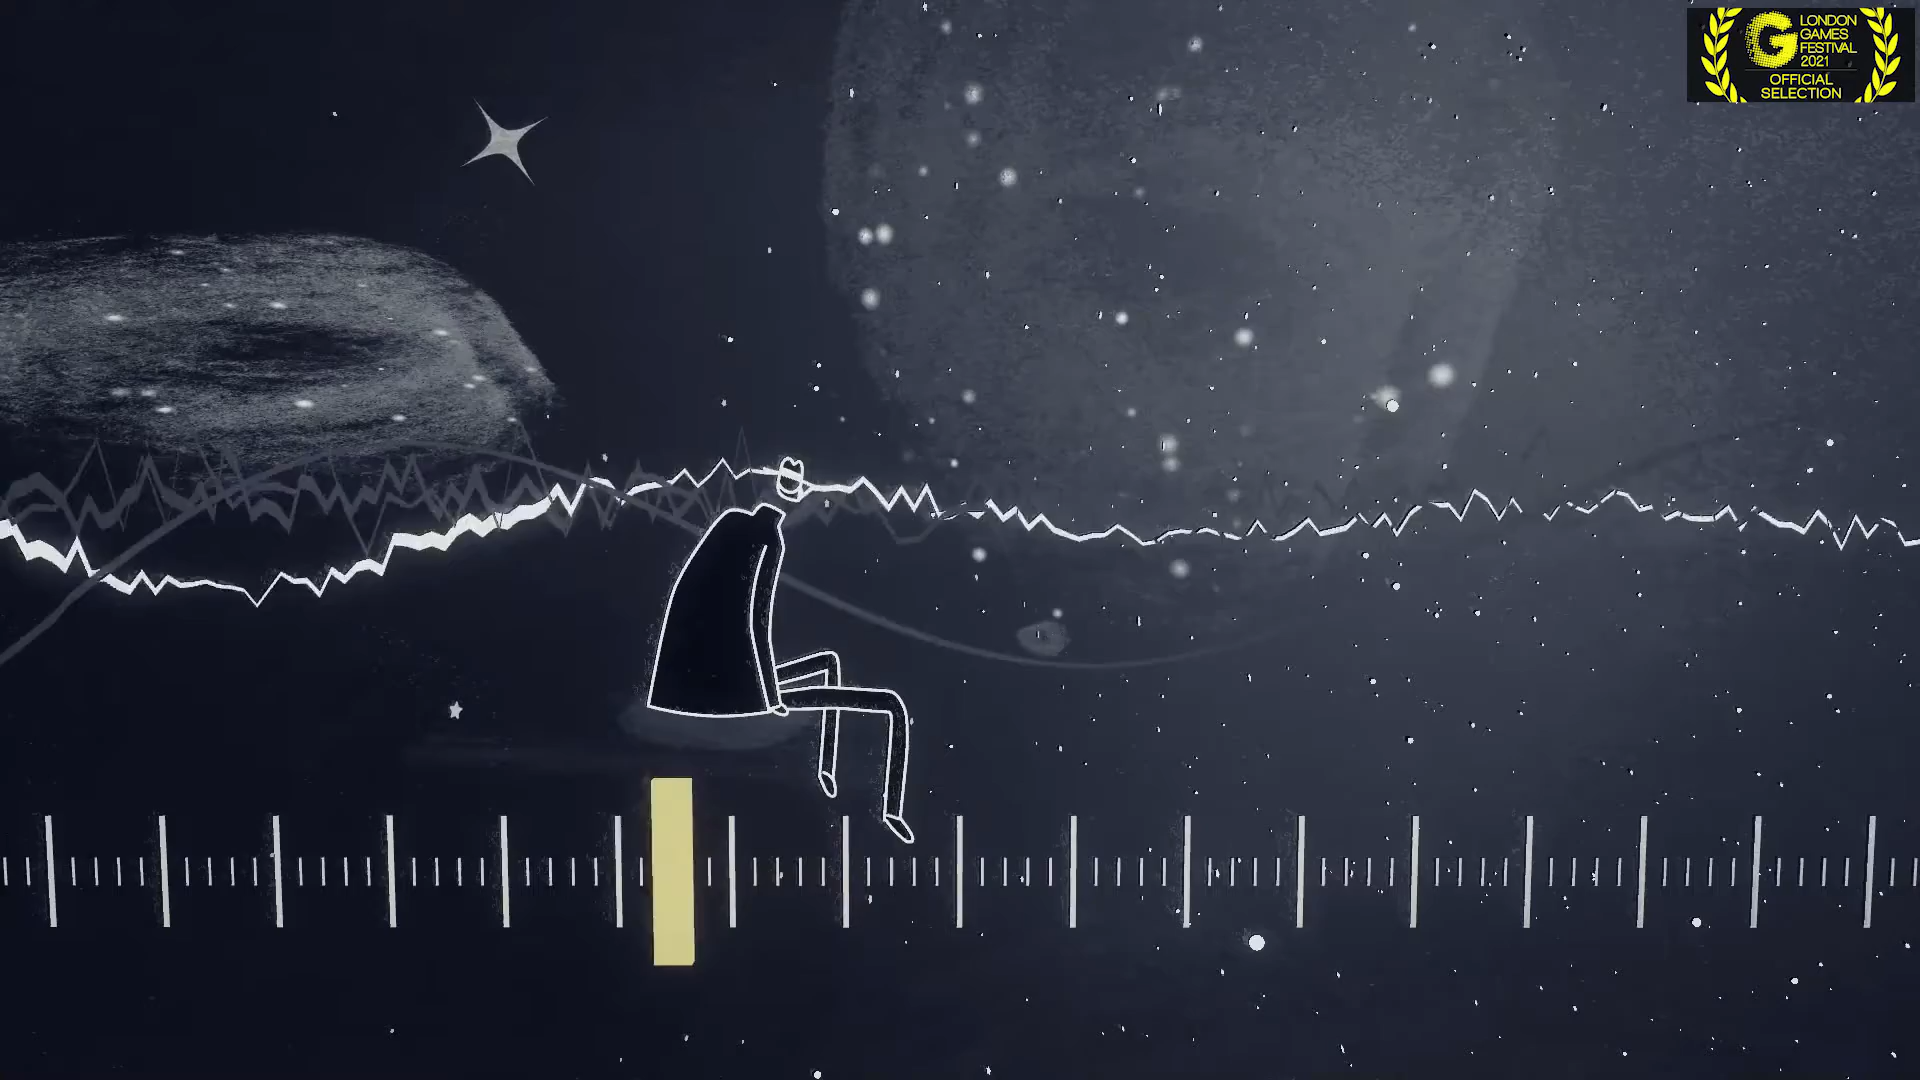 G LONDON
GAMES
FESTIVAL
2021
OFFICIAL
SELECTION